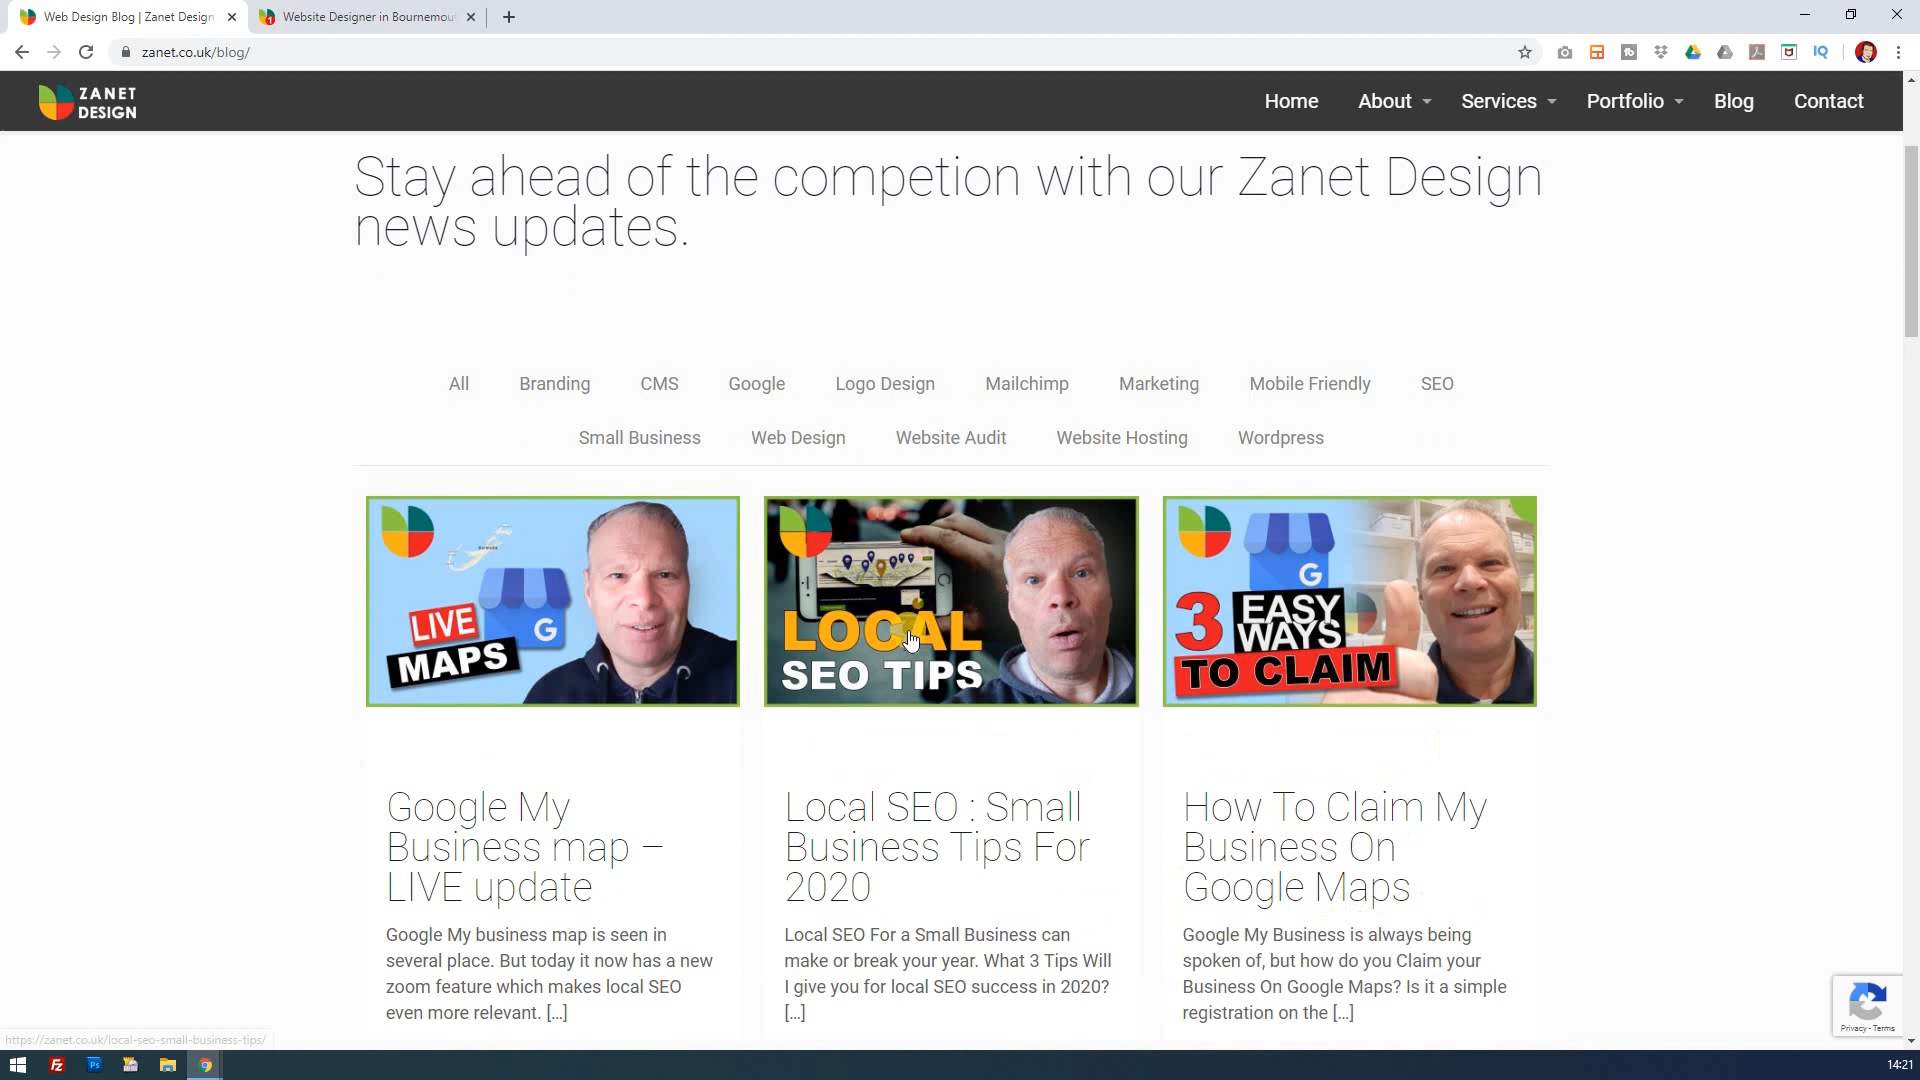 Web Design Blog | Zanet Design
Website Designer in Bournemou
zanet.co.uk/blog/
ZANET
DESIGN
Home About Services Portfolio Blog Contact
Stay ahead of the competion with our Zanet Design
news updates.
All Branding CMS Google Logo Design Mailchimp Marketing Mobile Friendly SEO
Small Business Web Design Website Audit Website Hosting Wordpress
LIVE
MAPS
G
LOCAL
SEO TIPS
G
3 EASY
WAYS
TO CLAIM
Google My
Business map –
LIVE update
Google My business map is seen in
several place. But today it now has a new
zoom feature which makes local SEO
even more relevant. [...]
Local SEO : Small
Business Tips For
2020
Local SEO For a Small Business can
make or break your year. What 3 Tips Will
I give you for local SEO success in 2020?
[...]
How To Claim My
Business On
Google Maps
Google My Business is always being
spoken of, but how do you Claim your
Business On Google Maps? Is it a simple
registration on the [...]
Privacy - Terms
https://zanet.co.uk/local-seo-small-business-tips/
14:21